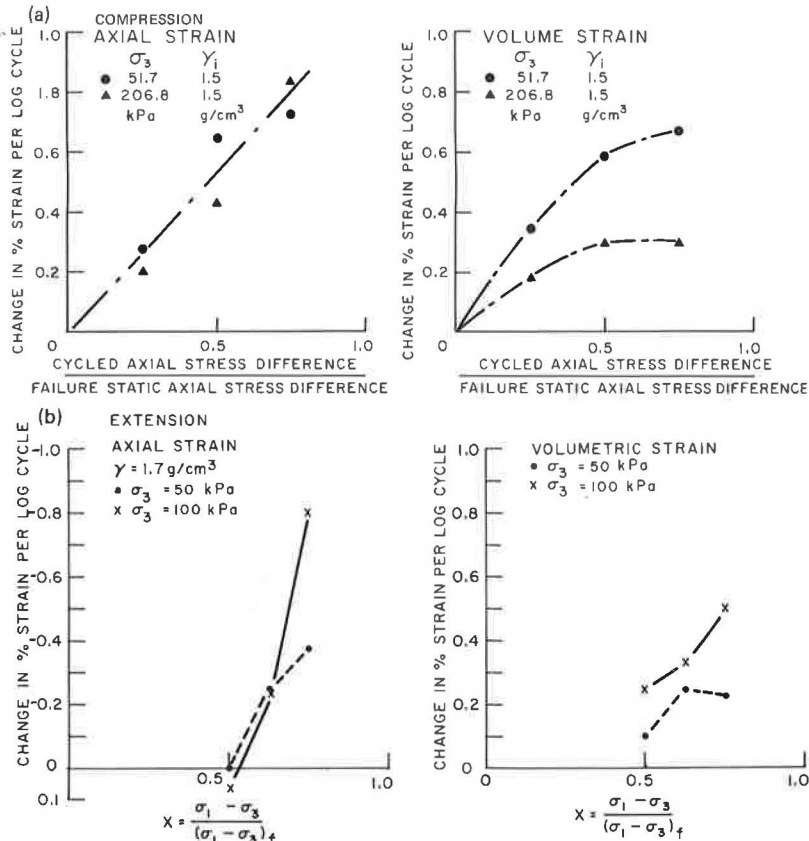 (a)
COMPRESSION
AXIAL STRAIN
σ3 γi
● 51.7 1.5
▲ 206.8 1.5
kPa g/cm³
CHANGE IN % STRAIN PER LOG CYCLE
1.0
1.8
0.6
0.4
0.2
0
0 0.5 1.0
CYCLED AXIAL STRESS DIFFERENCE
FAILURE STATIC AXIAL STRESS DIFFERENCE
VOLUME STRAIN
σ3 γi
● 51.7 1.5
▲ 206.8 1.5
kPa g/cm³
CHANGE IN % STRAIN PER LOG CYCLE
1.0
0.8
0.6
0.4
0.2
0
0 0.5 1.0
CYCLED AXIAL STRESS DIFFERENCE
FAILURE STATIC AXIAL STRESS DIFFERENCE
(b)
EXTENSION
AXIAL STRAIN
γ = 1.7 g/cm³
● σ3 = 50 kPa
x σ3 = 100 kPa
CHANGE IN % STRAIN PER LOG CYCLE
-1.0
-0.8
-0.6
-0.4
-0.2
0
0.1
0.5 1.0
X = σ1 - σ3 / (σ1 - σ3)f
VOLUMETRIC STRAIN
● σ3 = 50 kPa
x σ3 = 100 kPa
CHANGE IN % STRAIN PER LOG CYCLE
1.0
0.8
0.6
0.4
0.2
0
0 0.5 1.0
X = σ1 - σ3 / (σ1 - σ3)f